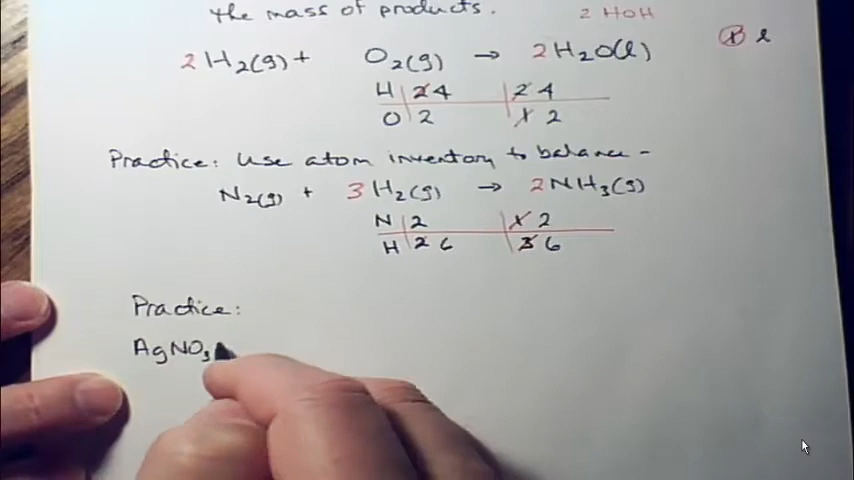 the mass of products.
2 HOH
2 H₂(g) + O₂(g) → 2 H₂O(l) x l
H 2 4 2 4
O 2 1 2
Practice: Use atom inventory to balance -
N₂(g) + 3 H₂(g) → 2 NH₃(g)
N 2 1 2
H 2 6 3 6
Practice:
AgNO₃